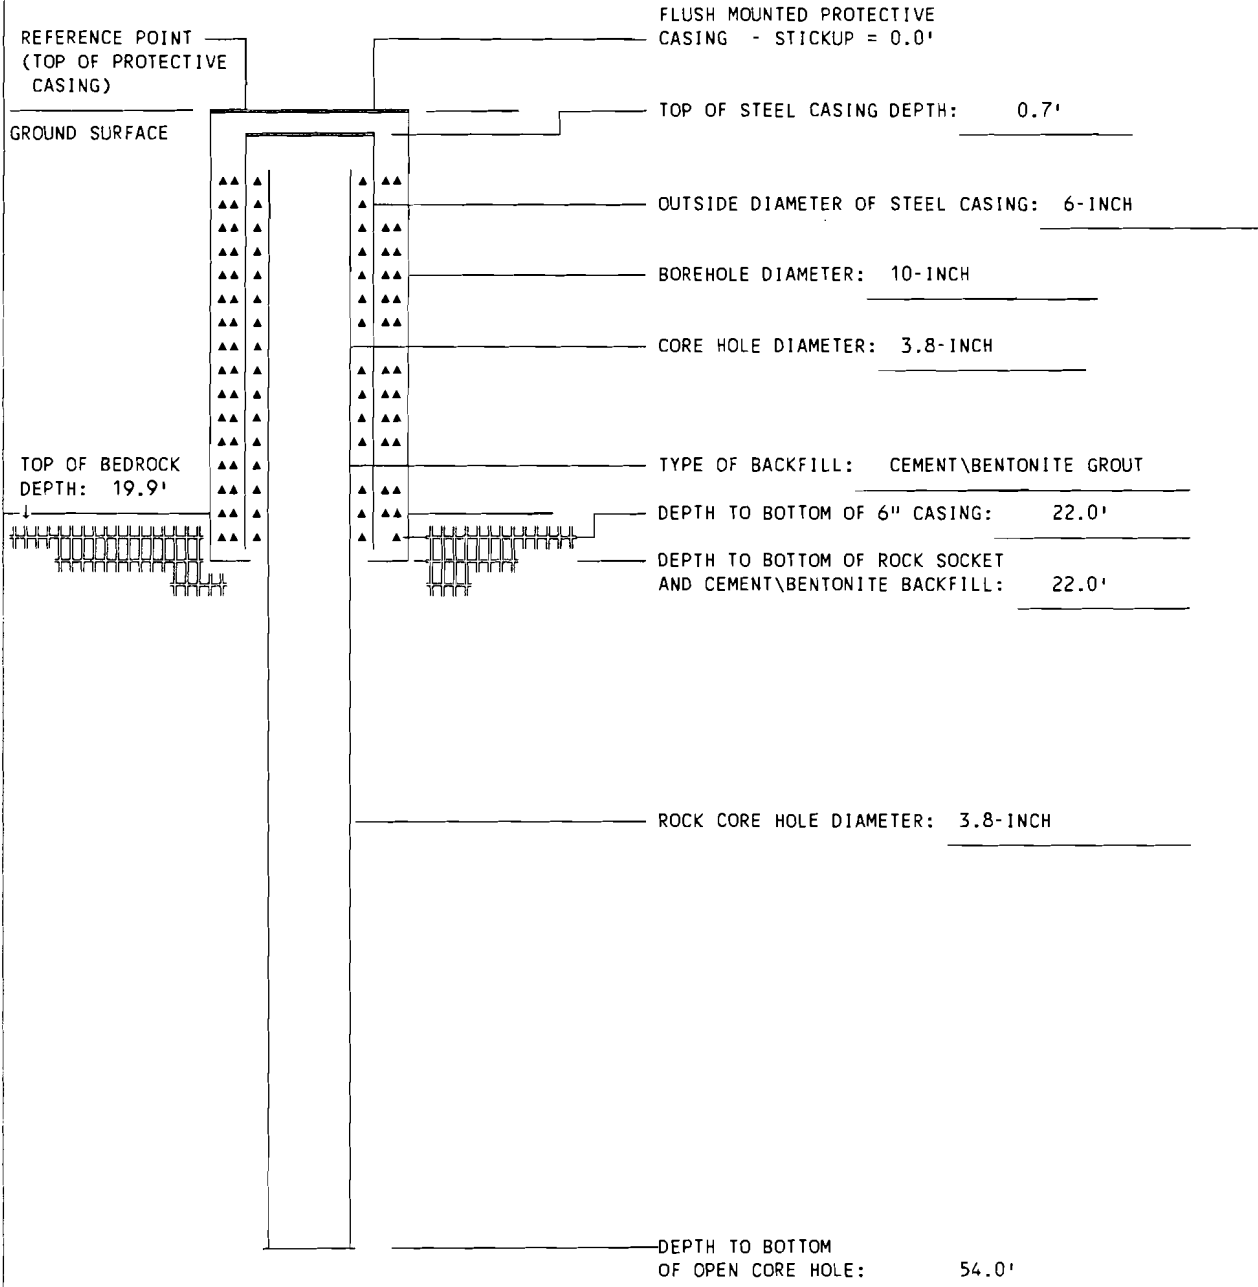 FLUSH MOUNTED PROTECTIVE
CASING - STICKUP = 0.0'
REFERENCE POINT
(TOP OF PROTECTIVE
CASING)
TOP OF STEEL CASING DEPTH: 0.7'
GROUND SURFACE
OUTSIDE DIAMETER OF STEEL CASING: 6-INCH
BOREHOLE DIAMETER: 10-INCH
CORE HOLE DIAMETER: 3.8-INCH
TOP OF BEDROCK
DEPTH: 19.9'
TYPE OF BACKFILL: CEMENT\BENTONITE GROUT
DEPTH TO BOTTOM OF 6" CASING: 22.0'
DEPTH TO BOTTOM OF ROCK SOCKET
AND CEMENT\BENTONITE BACKFILL: 22.0'
ROCK CORE HOLE DIAMETER: 3.8-INCH
DEPTH TO BOTTOM
OF OPEN CORE HOLE: 54.0'